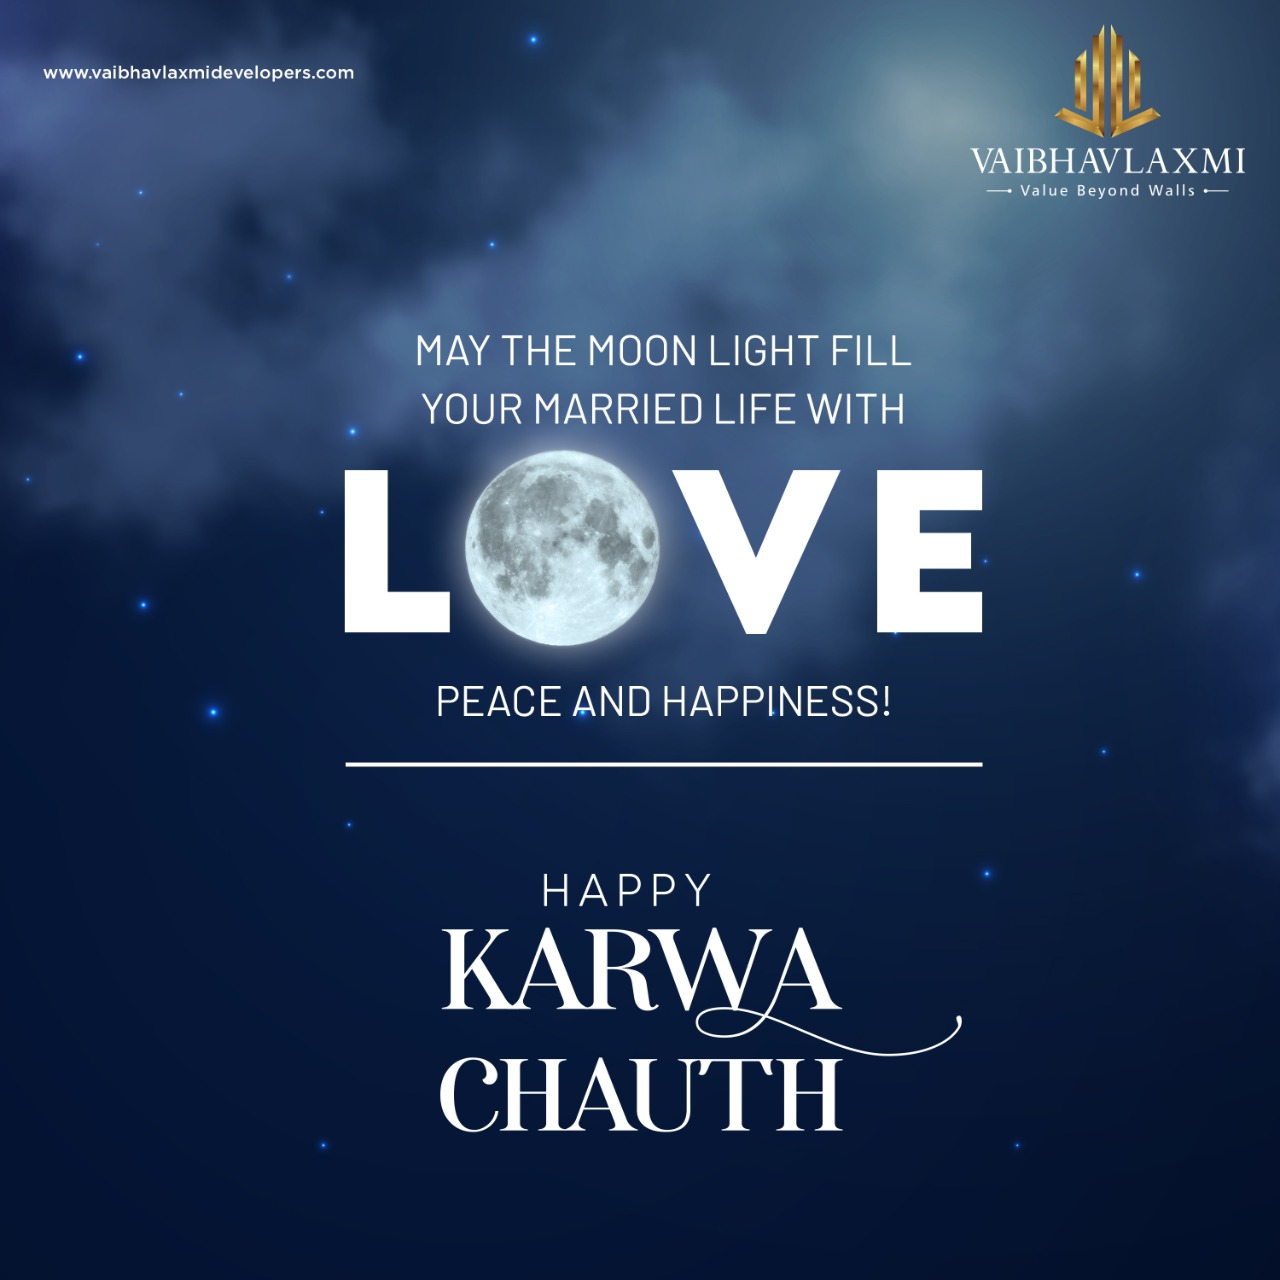 www.vaibhavlaxmidevelopers.com
VAIBHAVLAXMI
Value Beyond Walls
MAY THE MOON LIGHT FILL
YOUR MARRIED LIFE WITH
LOVE
PEACE AND HAPPINESS!
HAPPY
KARWA
CHAUTH